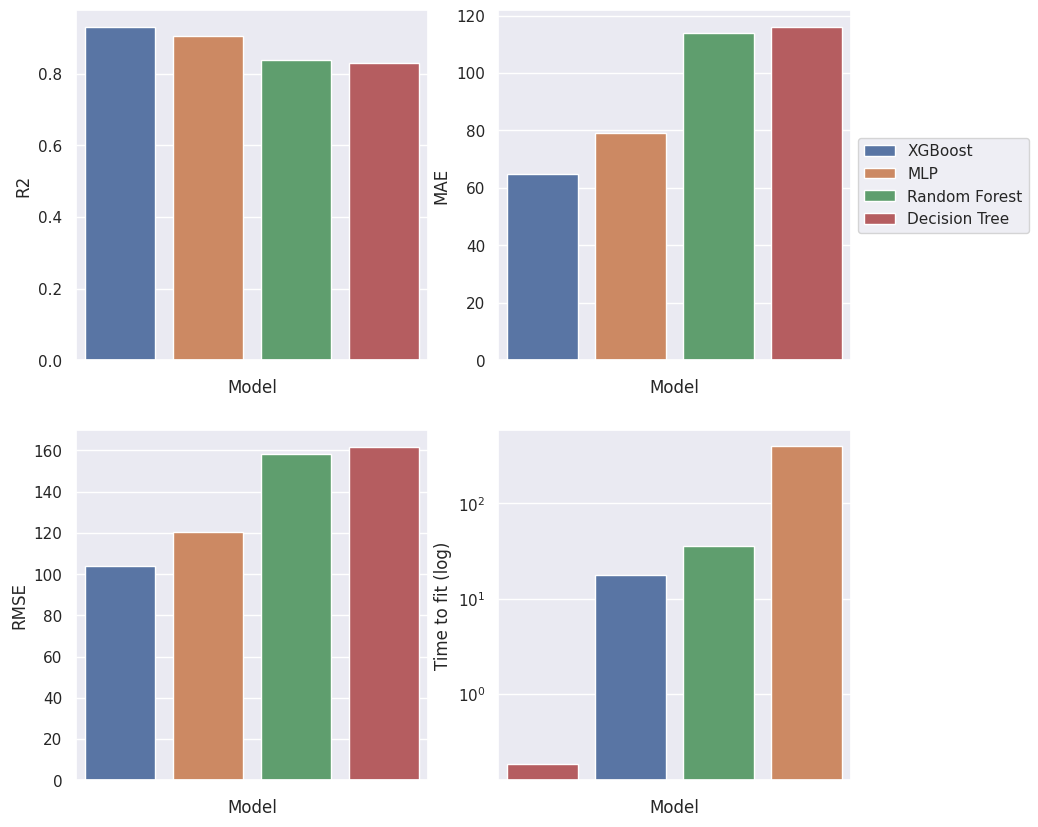 0.8
0.6
0.4
0.2
0.0
R2
Model
120
100
80
60
40
20
0
MAE
Model
XGBoost
MLP
Random Forest
Decision Tree
160
140
120
100
80
60
40
20
0
RMSE
Model
10²
10¹
10⁰
Time to fit (log)
Model